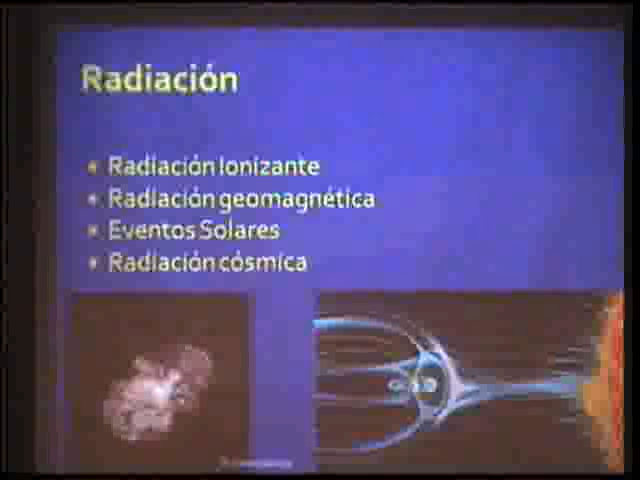 Radiación
Radiación Ionizante
Radiación geomagnética
Eventos Solares
Radiación cósmica